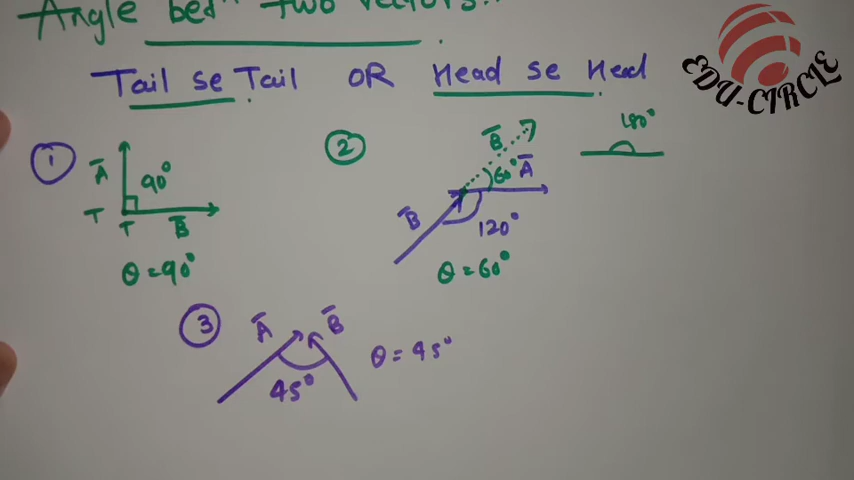 Angle betn two vectors..
Tail se Tail OR Head se Head
EDU-CIRCLE
1
A̅
90°
T
T
B̅
θ = 90°
2
B̅
60°
A̅
B̅
120°
θ = 60°
180°
3
A̅
B̅
45°
θ = 45°